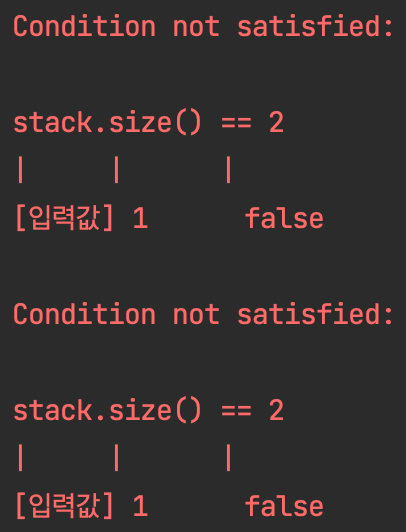 Condition not satisfied:
stack.size() == 2
|     |      |
[입력값] 1      false
Condition not satisfied:
stack.size() == 2
|     |      |
[입력값] 1      false